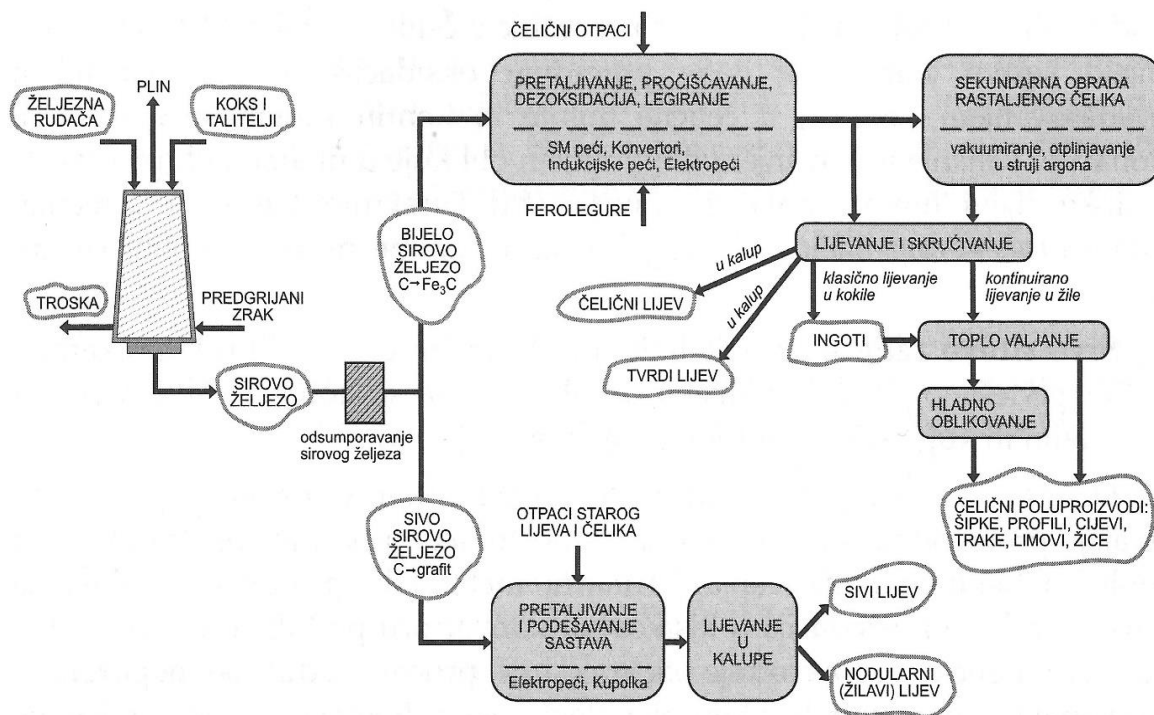 ČELIČNI OTPACI
PLIN
ŽELJEZNA
RUDAČA
KOKS I
TALITELJI
PRETALJIVANJE, PROČIŠĆAVANJE,
DEZOKSIDACIJA, LEGIRANJE
SM peći, Konvertori,
Indukcijske peći, Elektropeći
SEKUNDARNA OBRADA
RASTALJENOG ČELIKA
vakuumiranje, otplinjavanje
u struji argona
FEROLEGURE
BIJELO
SIROVO
ŽELJEZO
C→Fe₃C
LIJEVANJE I SKRUĆIVANJE
u kalup
u kalup
klasično lijevanje
u kokile
kontinuirano
lijevanje u žile
TROSKA
PREDGRIJANI
ZRAK
ČELIČNI LIJEV
INGOTI
TOPLO VALJANJE
TVRDI LIJEV
SIROVO
ŽELJEZO
HLADNO
OBLIKOVANJE
odsumporavanje
sirovog željeza
ČELIČNI POLUPROIZVODI:
ŠIPKE, PROFILI, CIJEVI,
TRAKE, LIMOVI, ŽICE
SIVO
SIROVO
ŽELJEZO
C→grafit
OTPACI STAROG
LIJEVA I ČELIKA
PRETALJIVANJE
I PODEŠAVANJE
SASTAVA
Elektropeći, Kupolka
LIJEVANJE
U
KALUPE
SIVI LIJEV
NODULARNI
(ŽILAVI) LIJEV